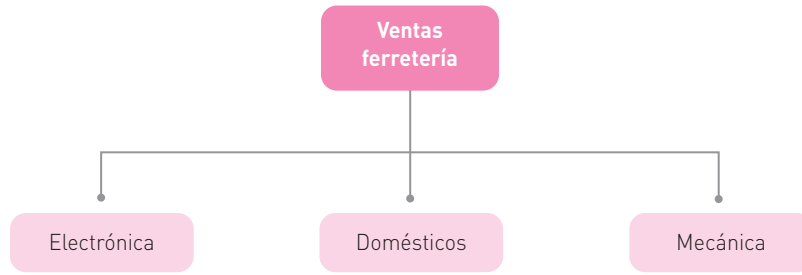 Ventas
ferretería
Electrónica
Domésticos
Mecánica